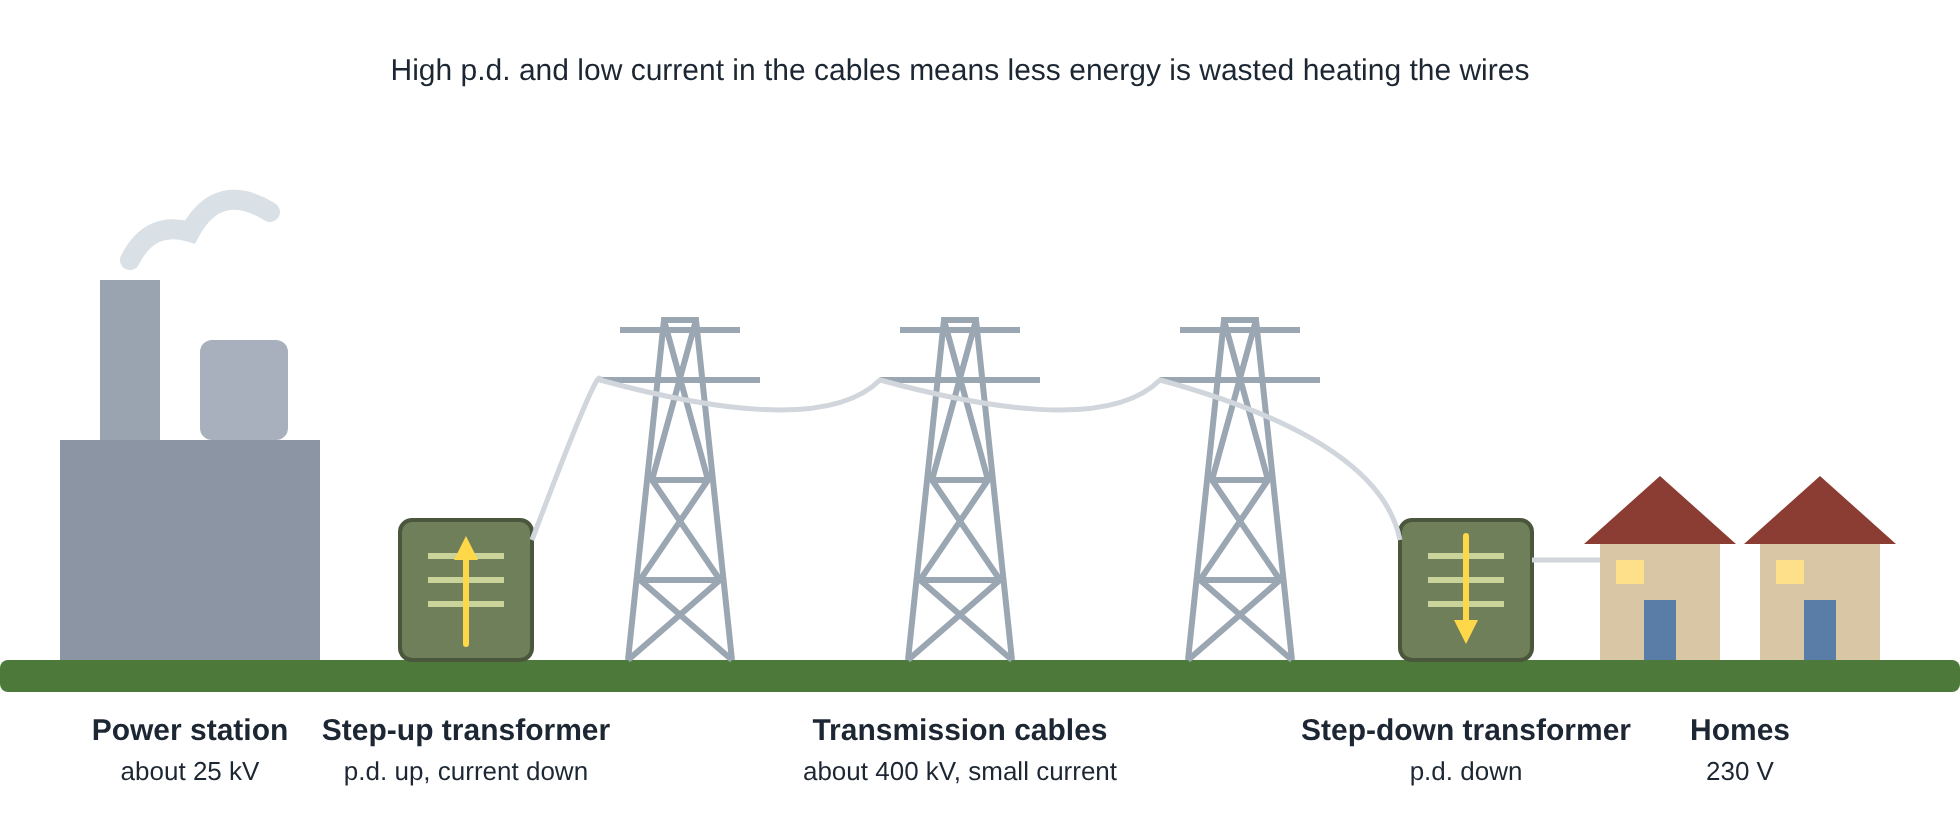 High p.d. and low current in the cables means less energy is wasted heating the wires
Power station
about 25 kV
Step-up transformer
p.d. up, current down
Transmission cables
about 400 kV, small current
Step-down transformer
p.d. down
Homes
230 V